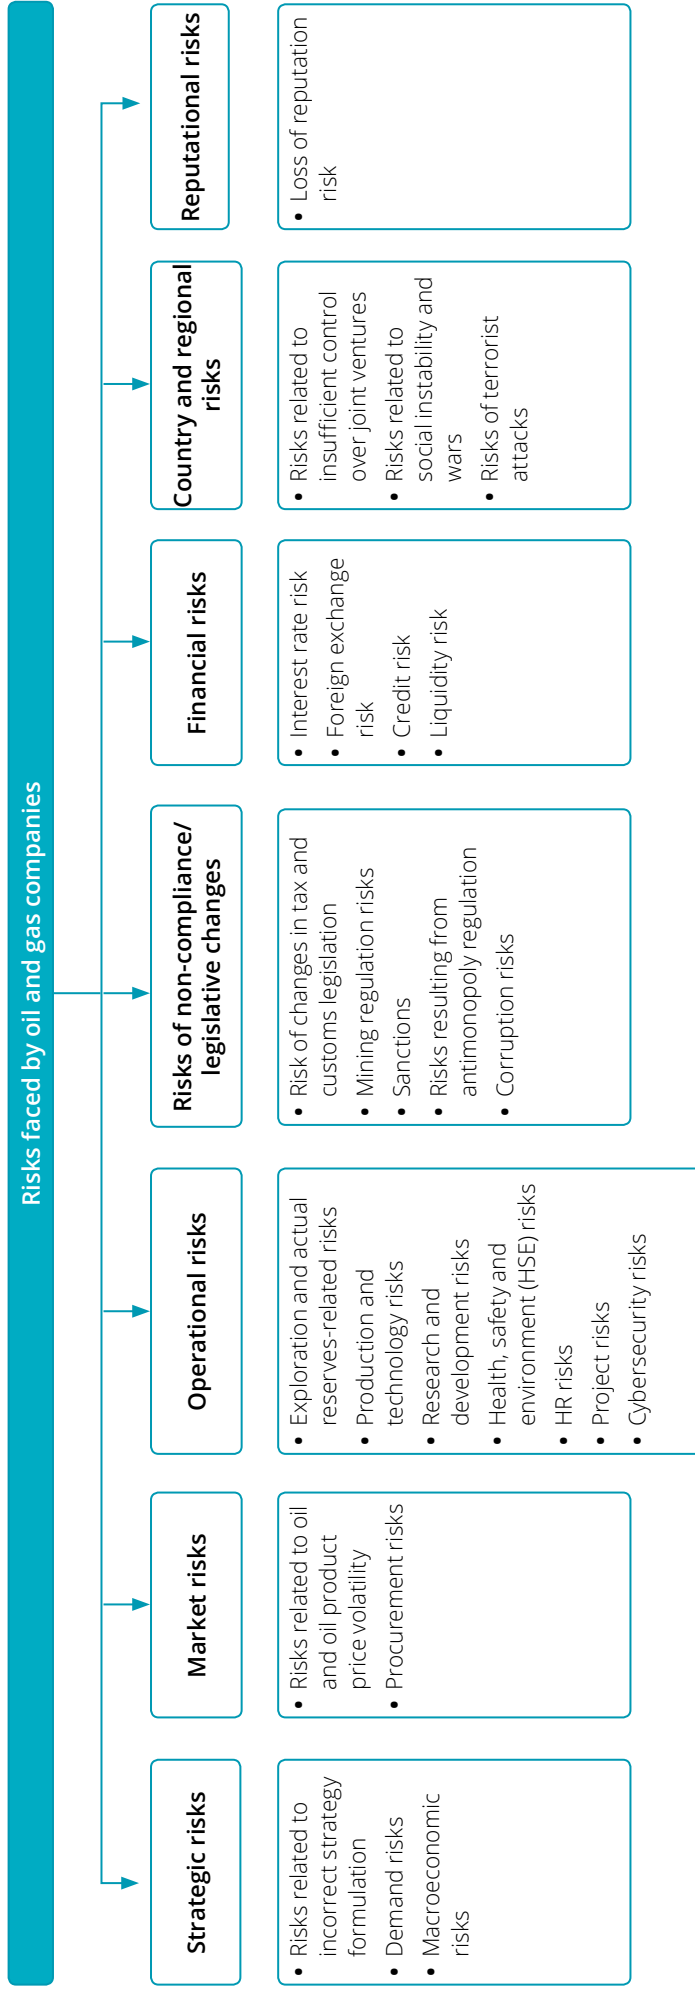 Risks faced by oil and gas companies
Strategic risks
• Risks related to
incorrect strategy
formulation
• Demand risks
• Macroeconomic
risks
Market risks
• Risks related to oil
and oil product
price volatility
• Procurement risks
Operational risks
• Exploration and actual
reserves-related risks
• Production and
technology risks
• Research and
development risks
• Health, safety and
environment (HSE) risks
• HR risks
• Project risks
• Cybersecurity risks
Risks of non-compliance/
legislative changes
• Risk of changes in tax and
customs legislation
• Mining regulation risks
• Sanctions
• Risks resulting from
antimonopoly regulation
• Corruption risks
Financial risks
• Interest rate risk
• Foreign exchange
risk
• Credit risk
• Liquidity risk
Country and regional
risks
• Risks related to
insufficient control
over joint ventures
• Risks related to
social instability and
wars
• Risks of terrorist
attacks
Reputational risks
• Loss of reputation
risk